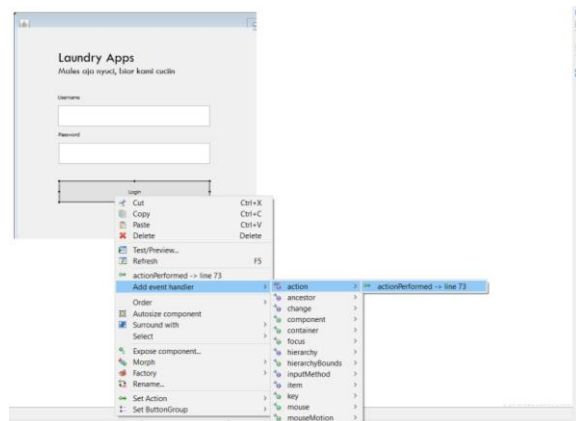 Laundry Apps
Males aja nyuci, biar kami cuciin
Username
Password
Login
Cut Ctrl+X
Copy Ctrl+C
Paste Ctrl+V
Delete Delete
Test/Preview...
Refresh F5
actionPerformed -> line 73
Add event handler
Order
Autosize component
Surround with
Select
Expose component...
Morph
Factory
Rename...
Set Action
Set ButtonGroup
action
ancestor
change
component
container
focus
hierarchy
hierarchyBounds
inputMethod
item
key
mouse
mouseMotion
actionPerformed -> line 73